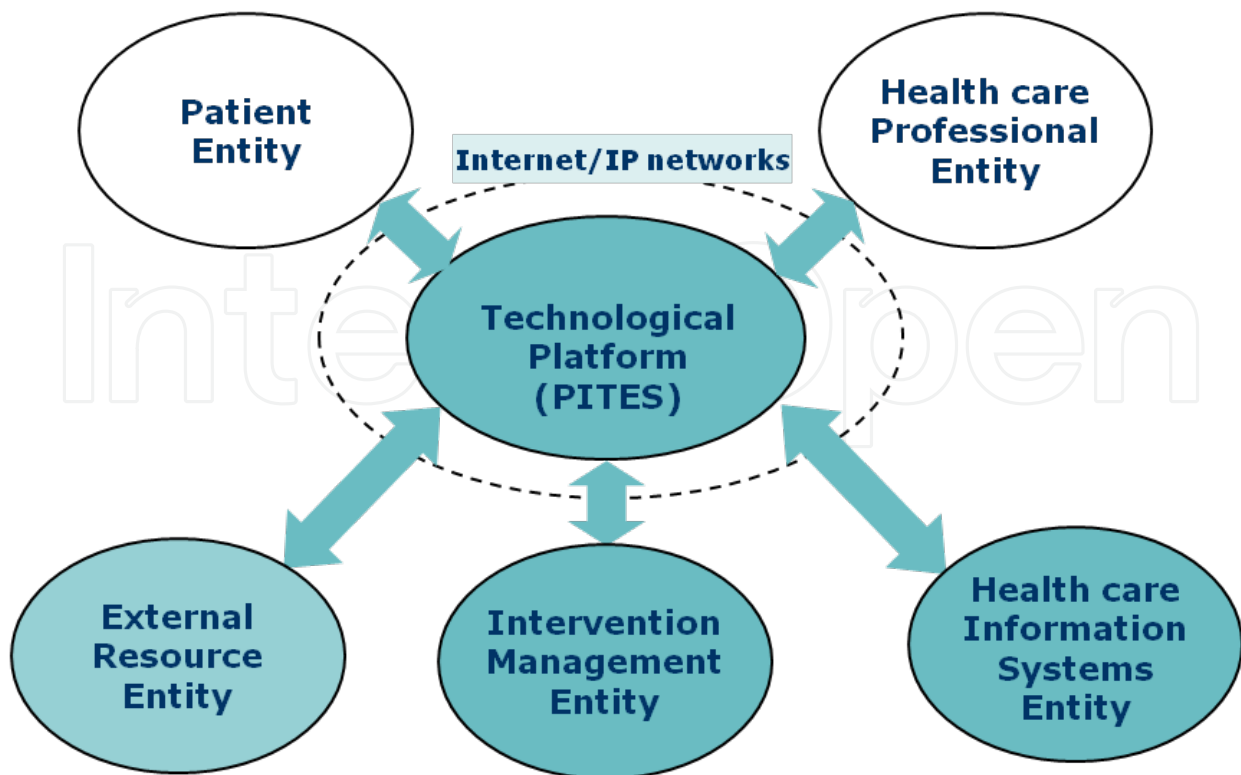 Patient
Entity
Health care
Professional
Entity
Internet/IP networks
Technological
Platform
(PITES)
External
Resource
Entity
Intervention
Management
Entity
Health care
Information
Systems
Entity